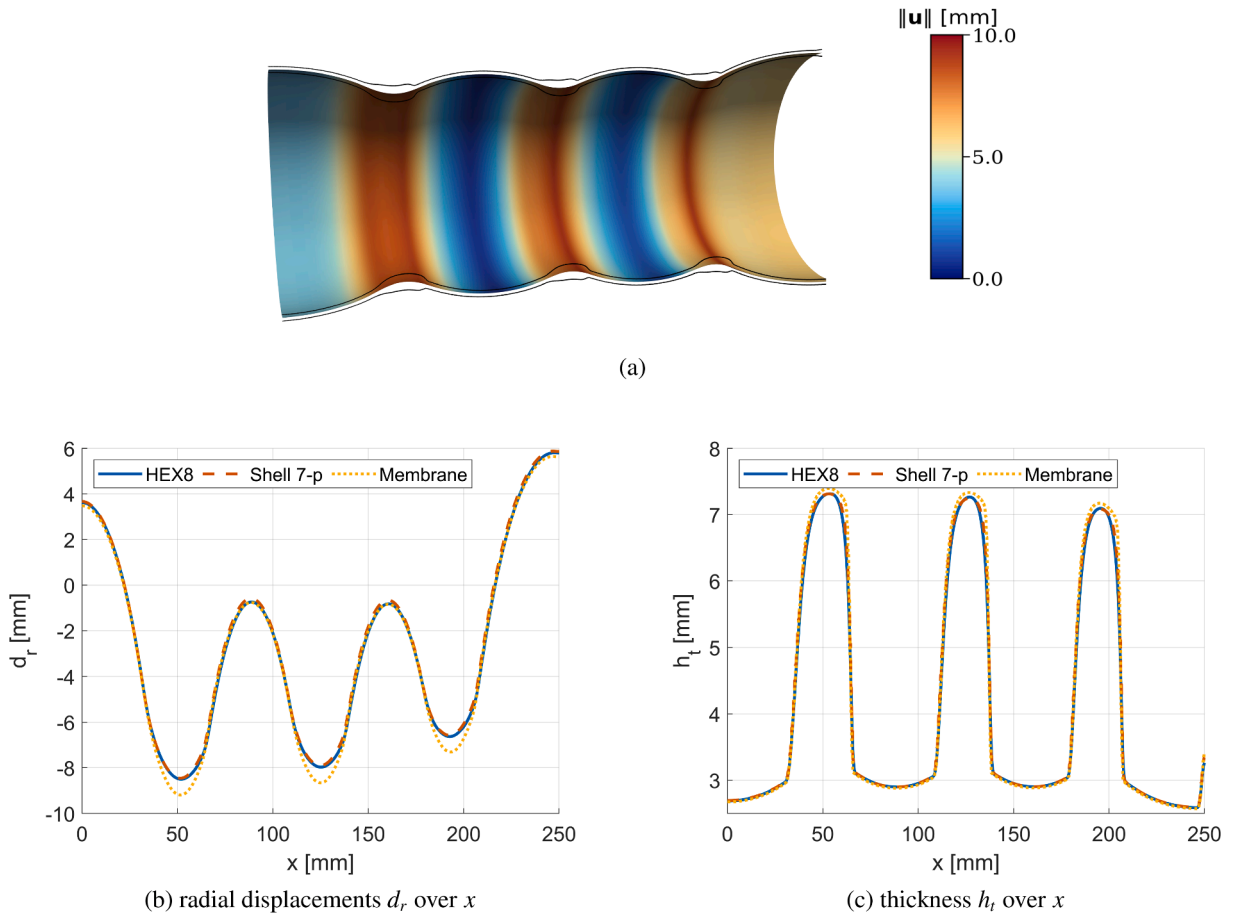 ‖u‖ [mm]
10.0
5.0
0.0
(a)
6
4
2
0
-2
-4
-6
-8
-10
d_r [mm]
HEX8 Shell 7-p Membrane
0 50 100 150 200 250
x [mm]
(b) radial displacements d_r over x
8
7
6
5
4
3
h_t [mm]
HEX8 Shell 7-p Membrane
0 50 100 150 200 250
x [mm]
(c) thickness h_t over x